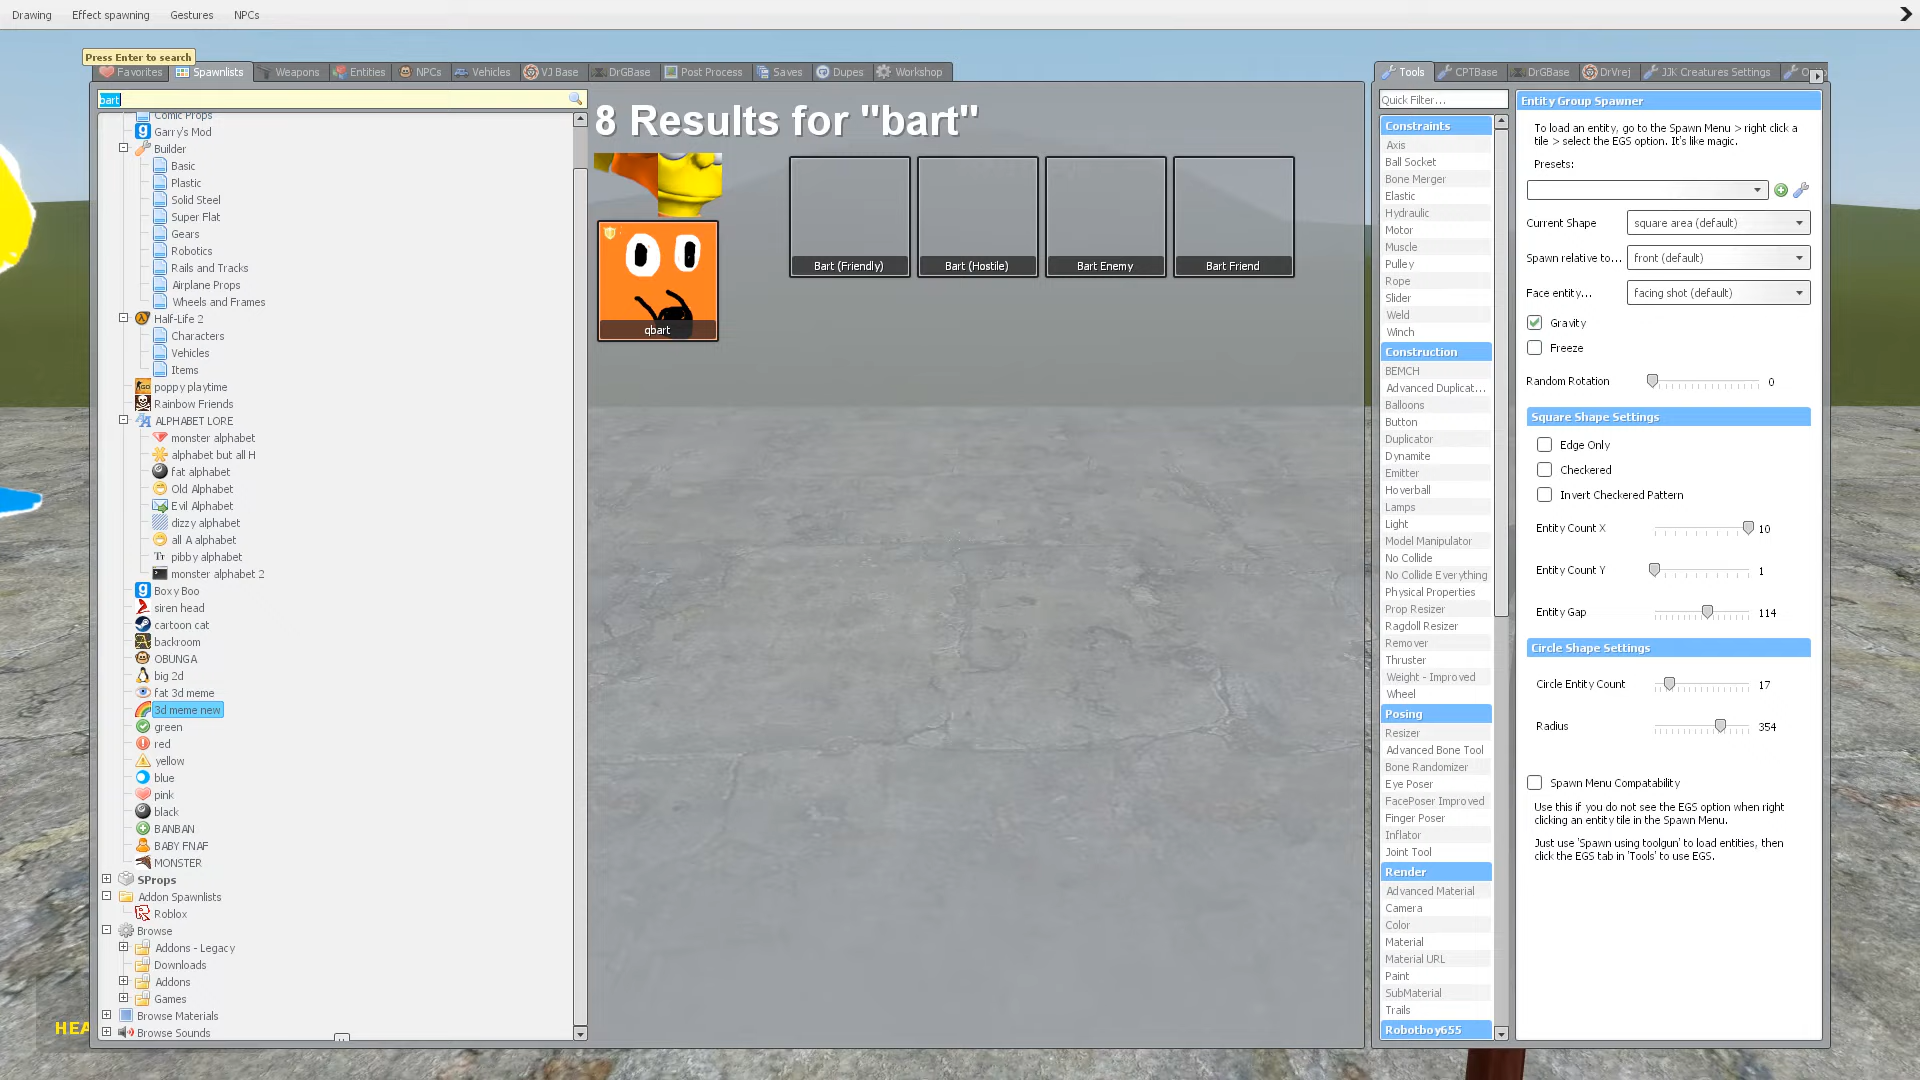 Drawing
Effect spawning
Gestures
NPCs
Press Enter to search
Favorites
Spawnlists
Weapons
Entities
NPCs
Vehicles
VJ Base
DrGBase
Post Process
Saves
Dupes
Workshop
bart
Comic Props
Garry's Mod
Builder
Basic
Plastic
Solid Steel
Super Flat
Gears
Robotics
Rails and Tracks
Airplane Props
Wheels and Frames
Half-Life 2
Characters
Vehicles
Items
poppy playtime
Rainbow Friends
ALPHABET LORE
monster alphabet
alphabet but all H
fat alphabet
Old Alphabet
Evil Alphabet
dizzy alphabet
all A alphabet
pibby alphabet
monster alphabet 2
Boxy Boo
siren head
cartoon cat
backroom
OBUNGA
big 2d
fat 3d meme
3d meme new
green
red
yellow
blue
pink
black
BANBAN
BABY FNAF
MONSTER
SProps
Addon Spawnlists
Roblox
Browse
Addons - Legacy
Downloads
Addons
Games
Browse Materials
Browse Sounds
HEA
8 Results for "bart"
Bart (Friendly)
Bart (Hostile)
Bart Enemy
Bart Friend
qbart
Tools
CPTBase
DrGBase
DrVrej
JJK Creatures Settings
Quick Filter...
Constraints
Axis
Ball Socket
Bone Merger
Elastic
Hydraulic
Motor
Muscle
Pulley
Rope
Slider
Weld
Winch
Construction
BEMCH
Advanced Duplicat...
Balloons
Button
Duplicator
Dynamite
Emitter
Hoverball
Lamps
Light
Model Manipulator
No Collide
No Collide Everything
Physical Properties
Prop Resizer
Ragdoll Resizer
Remover
Thruster
Weight - Improved
Wheel
Posing
Resizer
Advanced Bone Tool
Bone Randomizer
Eye Poser
FacePoser Improved
Finger Poser
Inflator
Joint Tool
Render
Advanced Material
Camera
Color
Material
Material URL
Paint
SubMaterial
Trails
Robotboy655
Entity Group Spawner
To load an entity, go to the Spawn Menu > right click a
tile > select the EGS option. It's like magic.
Presets:
Current Shape square area (default)
Spawn relative to... front (default)
Face entity... facing shot (default)
Gravity
Freeze
Random Rotation 0
Square Shape Settings
Edge Only
Checkered
Invert Checkered Pattern
Entity Count X 10
Entity Count Y 1
Entity Gap 114
Circle Shape Settings
Circle Entity Count 17
Radius 354
Spawn Menu Compatability
Use this if you do not see the EGS option when right
clicking an entity tile in the Spawn Menu.
Just use 'Spawn using toolgun' to load entities, then
click the EGS tab in 'Tools' to use EGS.